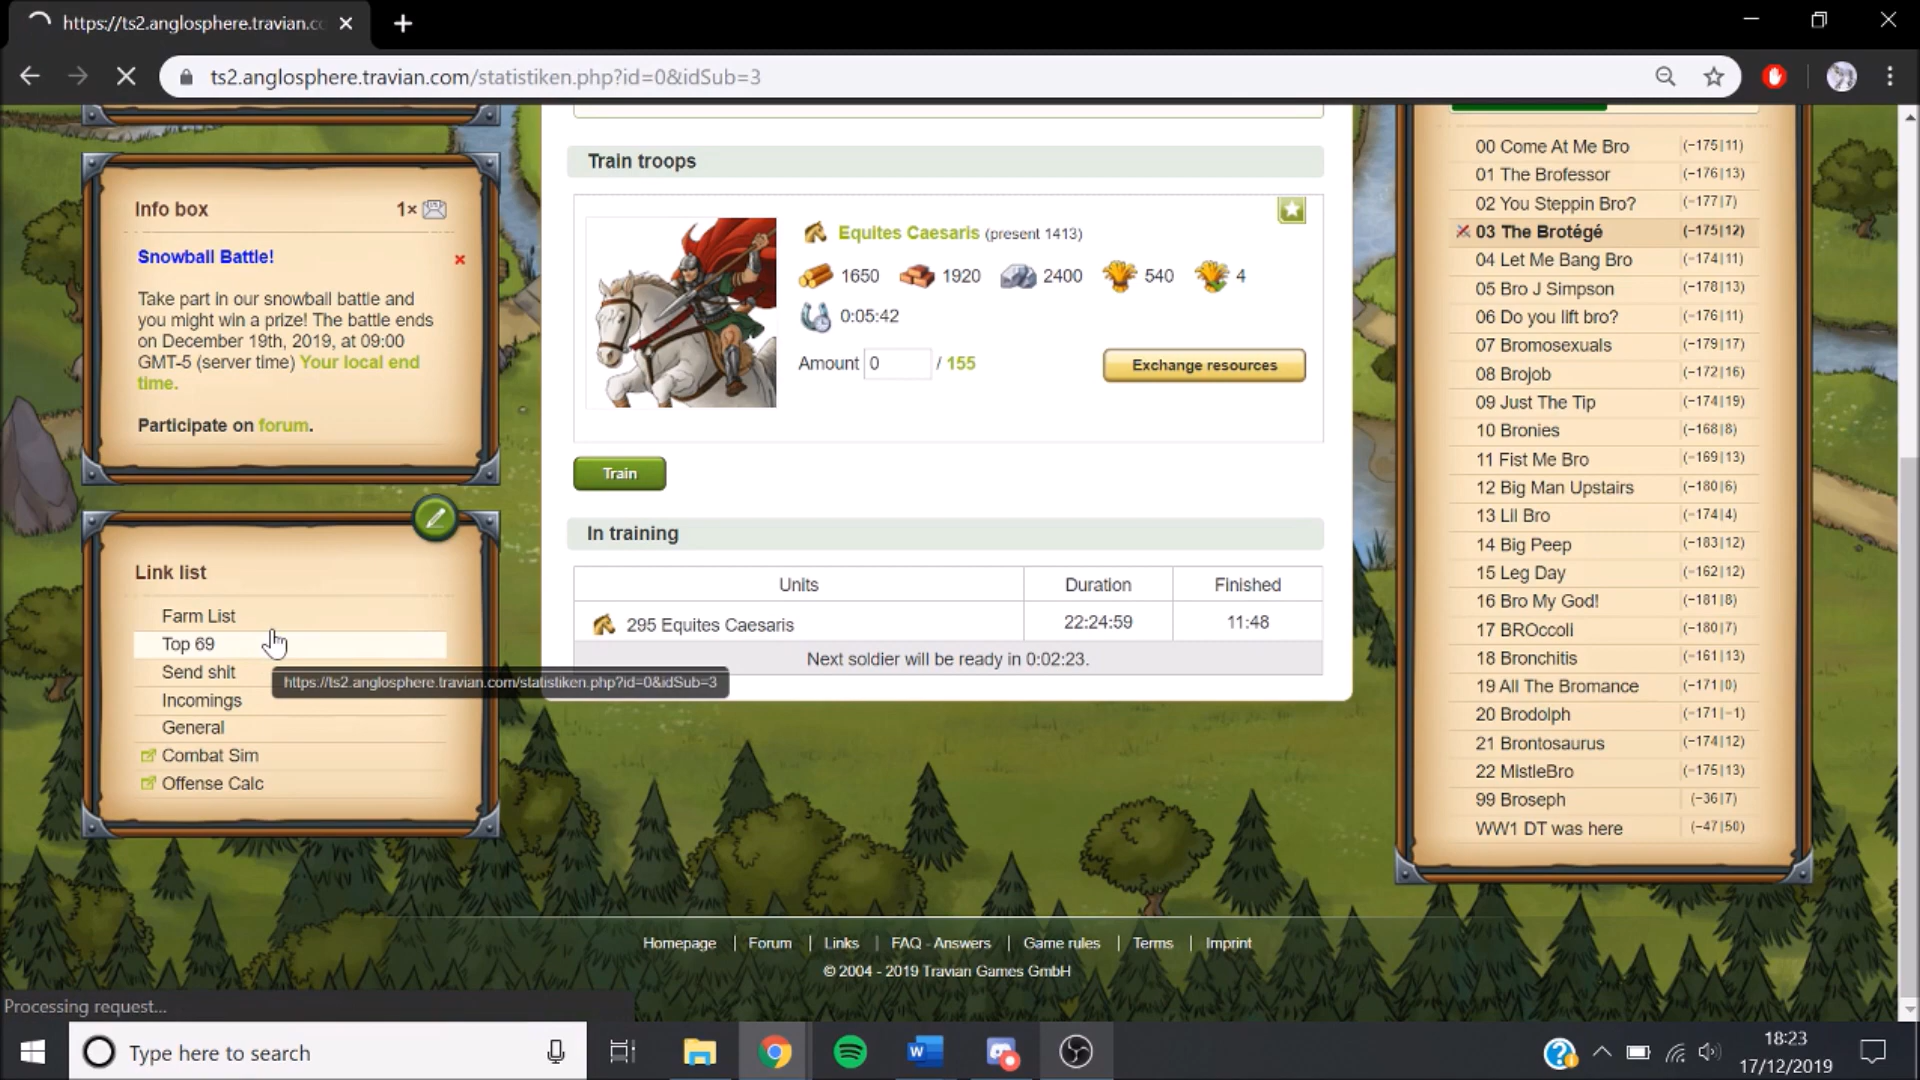 https://ts2.anglosphere.travian.co
ts2.anglosphere.travian.com/statistiken.php?id=0&idSub=3
Info box 1×
Snowball Battle!
Take part in our snowball battle and
you might win a prize! The battle ends
on December 19th, 2019, at 09:00
GMT-5 (server time) Your local end
time.
Participate on forum.
Link list
Farm List
Top 69
Send shit
https://ts2.anglosphere.travian.com/statistiken.php?id=0&idSub=3
Incomings
General
Combat Sim
Offense Calc
Train troops
Equites Caesaris (present 1413)
1650 1920 2400 540 4
0:05:42
Amount 0 / 155
Exchange resources
Train
In training
Units Duration Finished
295 Equites Caesaris 22:24:59 11:48
Next soldier will be ready in 0:02:23.
00 Come At Me Bro (-175|11)
01 The Brofessor (-176|13)
02 You Steppin Bro? (-177|7)
03 The Brotégé (-175|12)
04 Let Me Bang Bro (-174|11)
05 Bro J Simpson (-178|13)
06 Do you lift bro? (-176|11)
07 Bromosexuals (-179|17)
08 Brojob (-172|16)
09 Just The Tip (-174|19)
10 Bronies (-168|8)
11 Fist Me Bro (-169|13)
12 Big Man Upstairs (-180|6)
13 Lil Bro (-174|4)
14 Big Peep (-183|12)
15 Leg Day (-162|12)
16 Bro My God! (-181|8)
17 BROccoli (-180|7)
18 Bronchitis (-161|13)
19 All The Bromance (-171|0)
20 Brodolph (-171|-1)
21 Brontosaurus (-174|12)
22 MistleBro (-175|13)
99 Broseph (-36|7)
WW1 DT was here (-47|50)
Homepage | Forum | Links | FAQ - Answers | Game rules | Terms | Imprint
© 2004 - 2019 Travian Games GmbH
Processing request...
Type here to search
18:23
17/12/2019